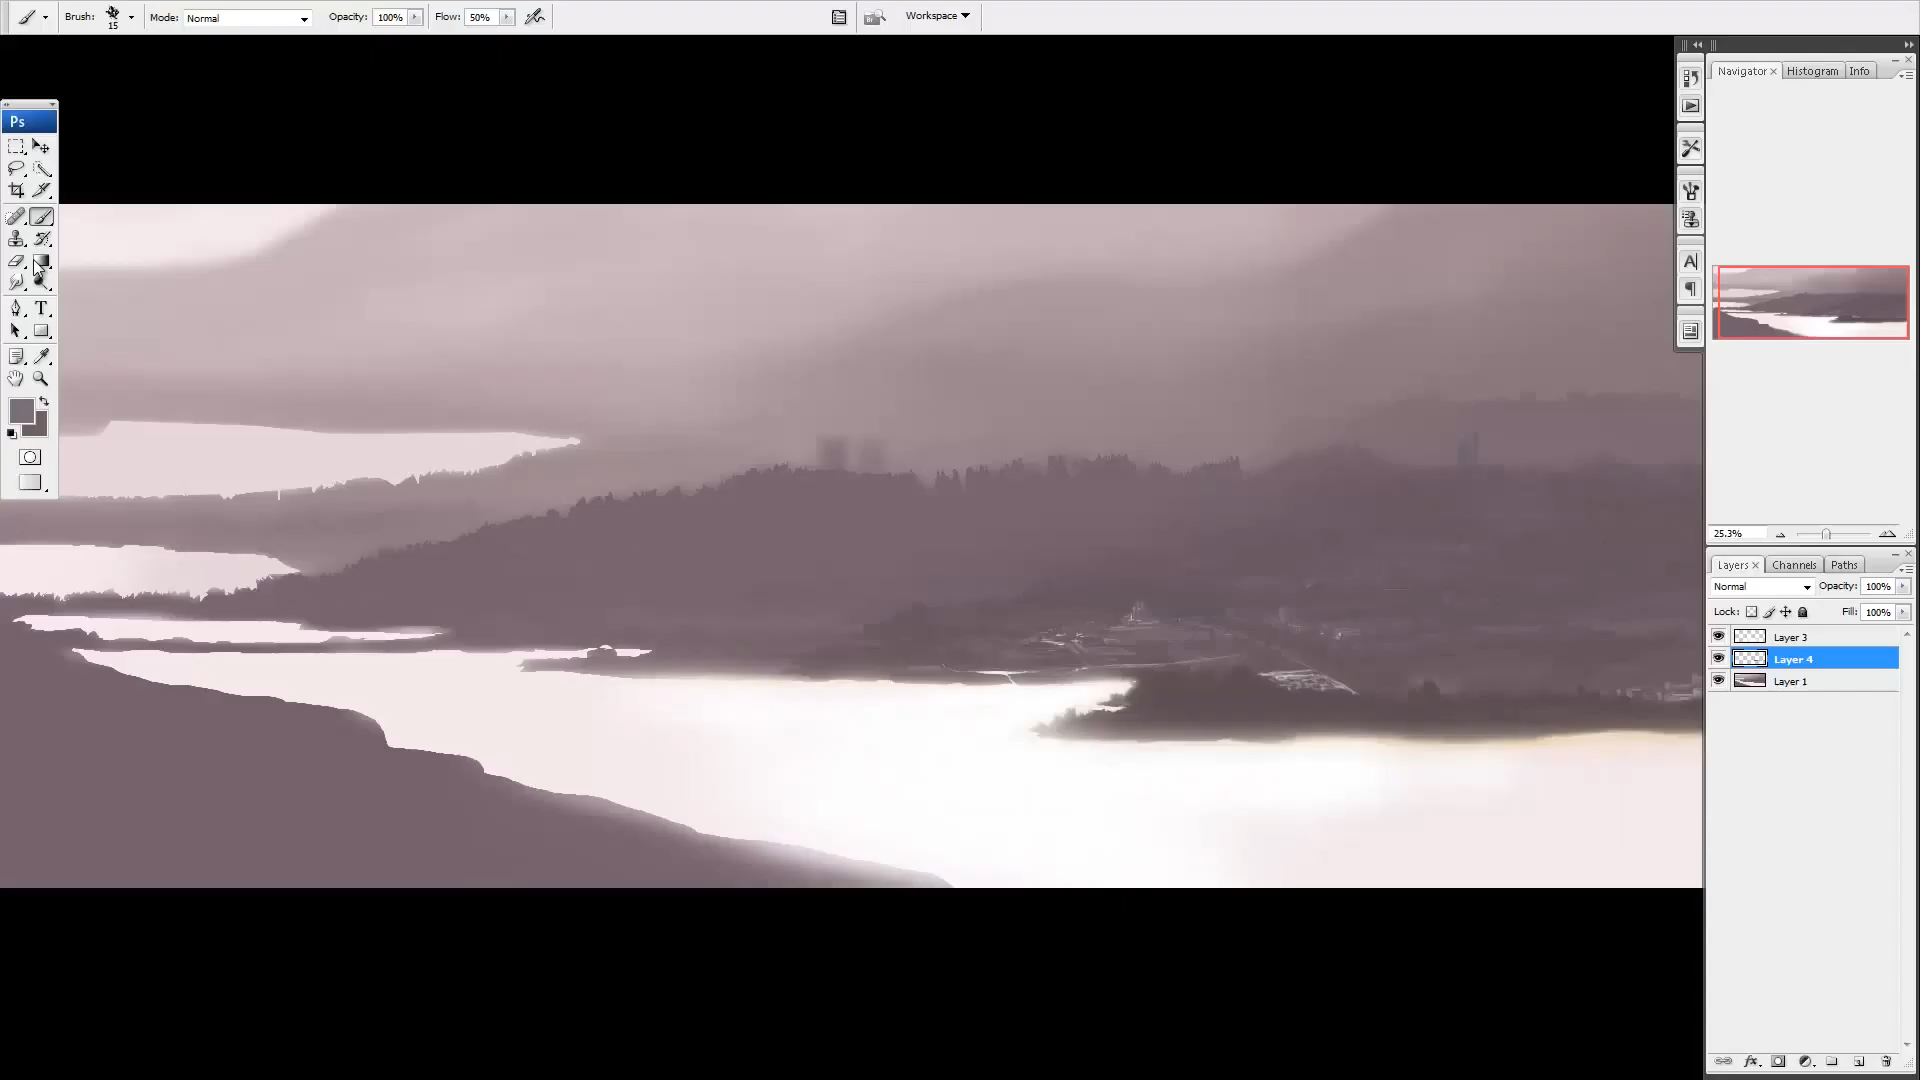 Brush: 15 Mode: Normal Opacity: 100% Flow: 50% Workspace
Ps
Navigator Histogram Info
25.3%
Layers Channels Paths
Normal Opacity: 100%
Lock: Fill: 100%
Layer 3
Layer 4
Layer 1